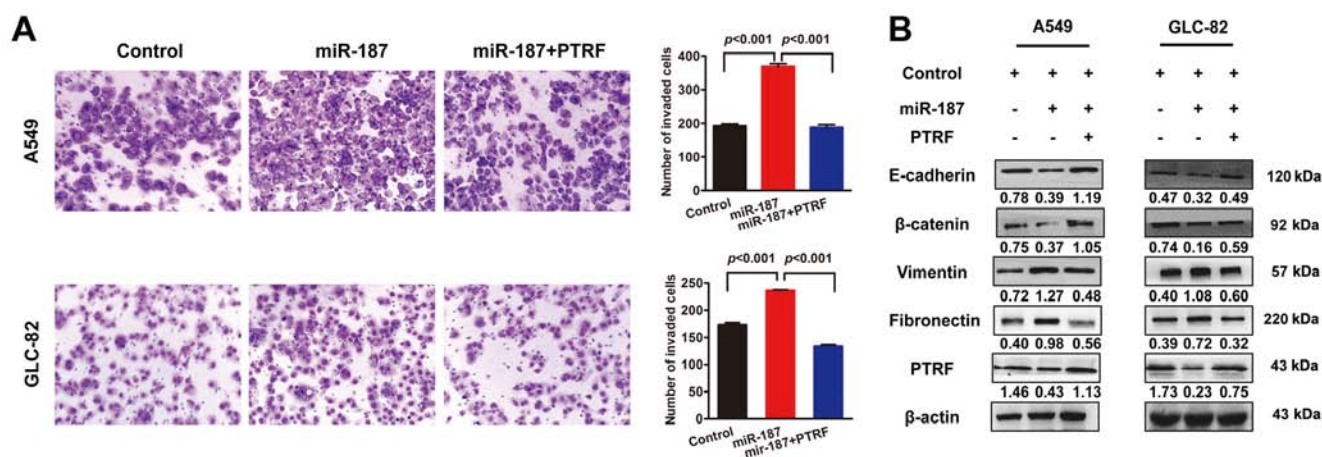 A
Control miR-187 miR-187+PTRF
A549
GLC-82
Number of invaded cells
400
300
200
100
0
p<0.001 p<0.001
Control
miR-187
miR-187+PTRF
Number of invaded cells
250
200
150
100
50
0
p<0.001 p<0.001
Control
miR-187
mir-187+PTRF
B
A549 GLC-82
Control + + + + + +
miR-187 - + + - + +
PTRF - - + - - +
E-cadherin 120 kDa
0.78 0.39 1.19 0.47 0.32 0.49
β-catenin 92 kDa
0.75 0.37 1.05 0.74 0.16 0.59
Vimentin 57 kDa
0.72 1.27 0.48 0.40 1.08 0.60
Fibronectin 220 kDa
0.40 0.98 0.56 0.39 0.72 0.32
PTRF 43 kDa
1.46 0.43 1.13 1.73 0.23 0.75
β-actin 43 kDa